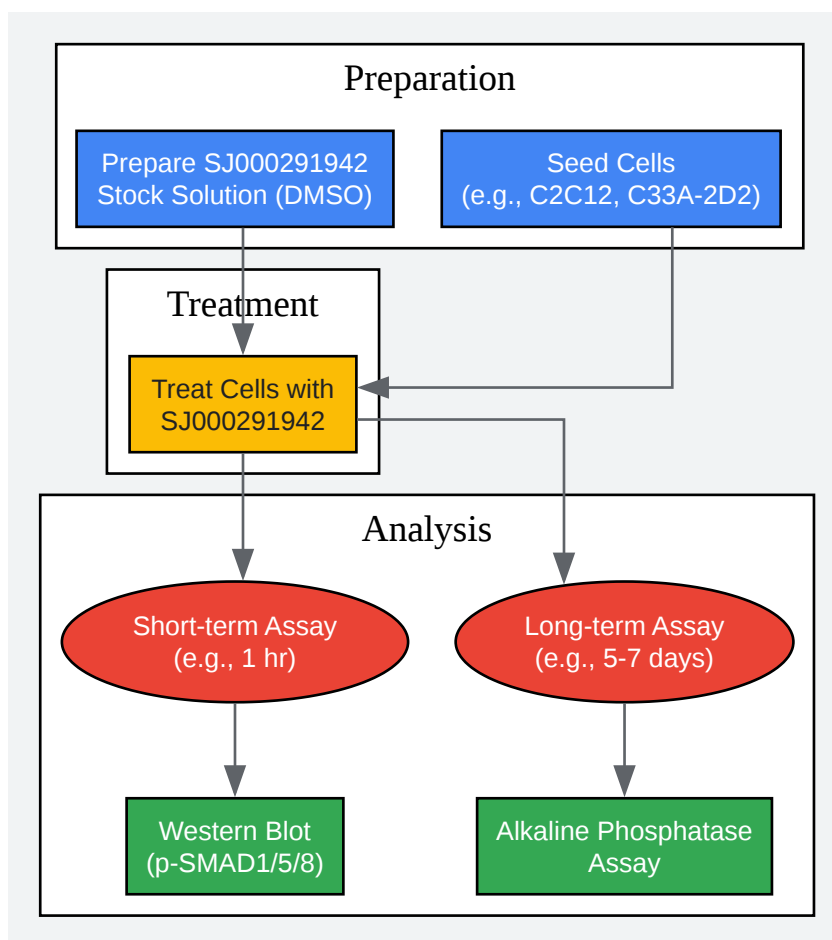 Preparation
Prepare SJ000291942
Stock Solution (DMSO)
Seed Cells
(e.g., C2C12, C33A-2D2)
Treatment
Treat Cells with
SJ000291942
Analysis
Short-term Assay
(e.g., 1 hr)
Long-term Assay
(e.g., 5-7 days)
Western Blot
(p-SMAD1/5/8)
Alkaline Phosphatase
Assay